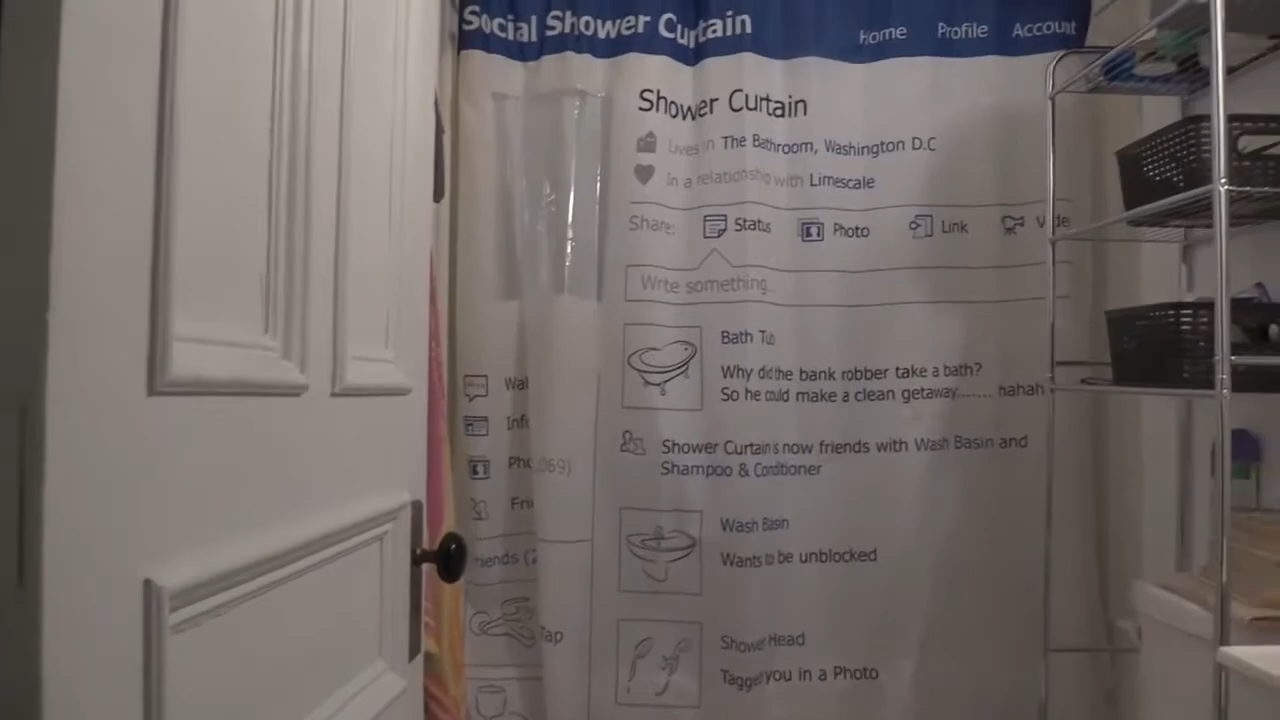 Social Shower Curtain
Home Profile Account
Shower Curtain
Lives in The Bathroom, Washington D.C
In a relationship with Limescale
Share: Status Photo Link
Write something
Bath Tub
Why did the bank robber take a bath?
So he could make a clean getaway....... hahah
Shower Curtain is now friends with Wash Basin and
Shampoo & Conditioner
Wash Basin
Wants to be unblocked
Shower Head
Tagged you in a Photo
Tap